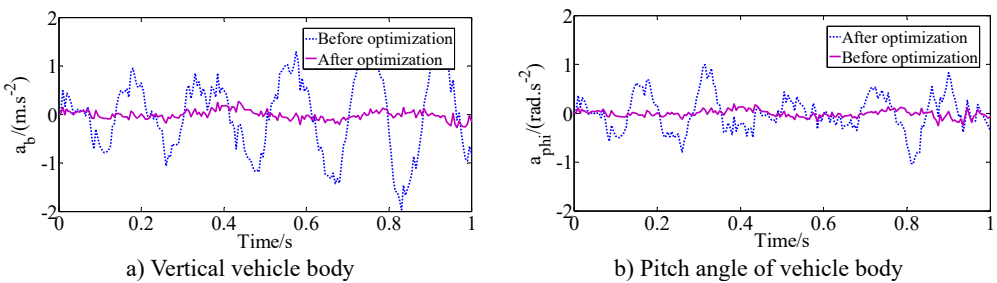 2
Before optimization
After optimization
1
0
-1
-2
a_b/(m.s^-2)
0 0.2 0.4 0.6 0.8 1
Time/s
a) Vertical vehicle body
2
After optimization
Before optimization
1
0
-1
-2
a_phi/(rad.s^-2)
0 0.2 0.4 0.6 0.8 1
Time/s
b) Pitch angle of vehicle body